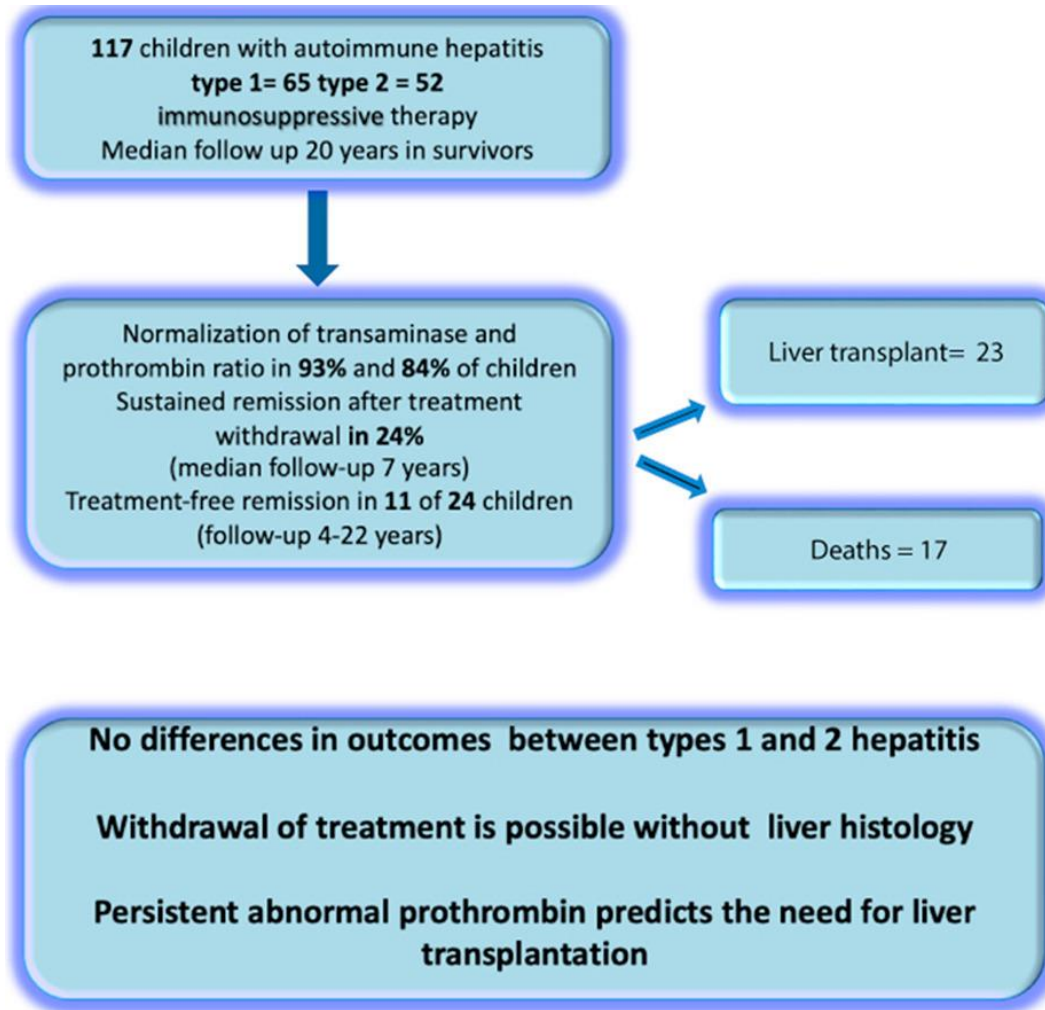 117 children with autoimmune hepatitis
type 1= 65 type 2 = 52
immunosuppressive therapy
Median follow up 20 years in survivors
Normalization of transaminase and
prothrombin ratio in 93% and 84% of children
Sustained remission after treatment
withdrawal in 24%
(median follow-up 7 years)
Treatment-free remission in 11 of 24 children
(follow-up 4-22 years)
Liver transplant= 23
Deaths = 17
No differences in outcomes between types 1 and 2 hepatitis
Withdrawal of treatment is possible without liver histology
Persistent abnormal prothrombin predicts the need for liver
transplantation